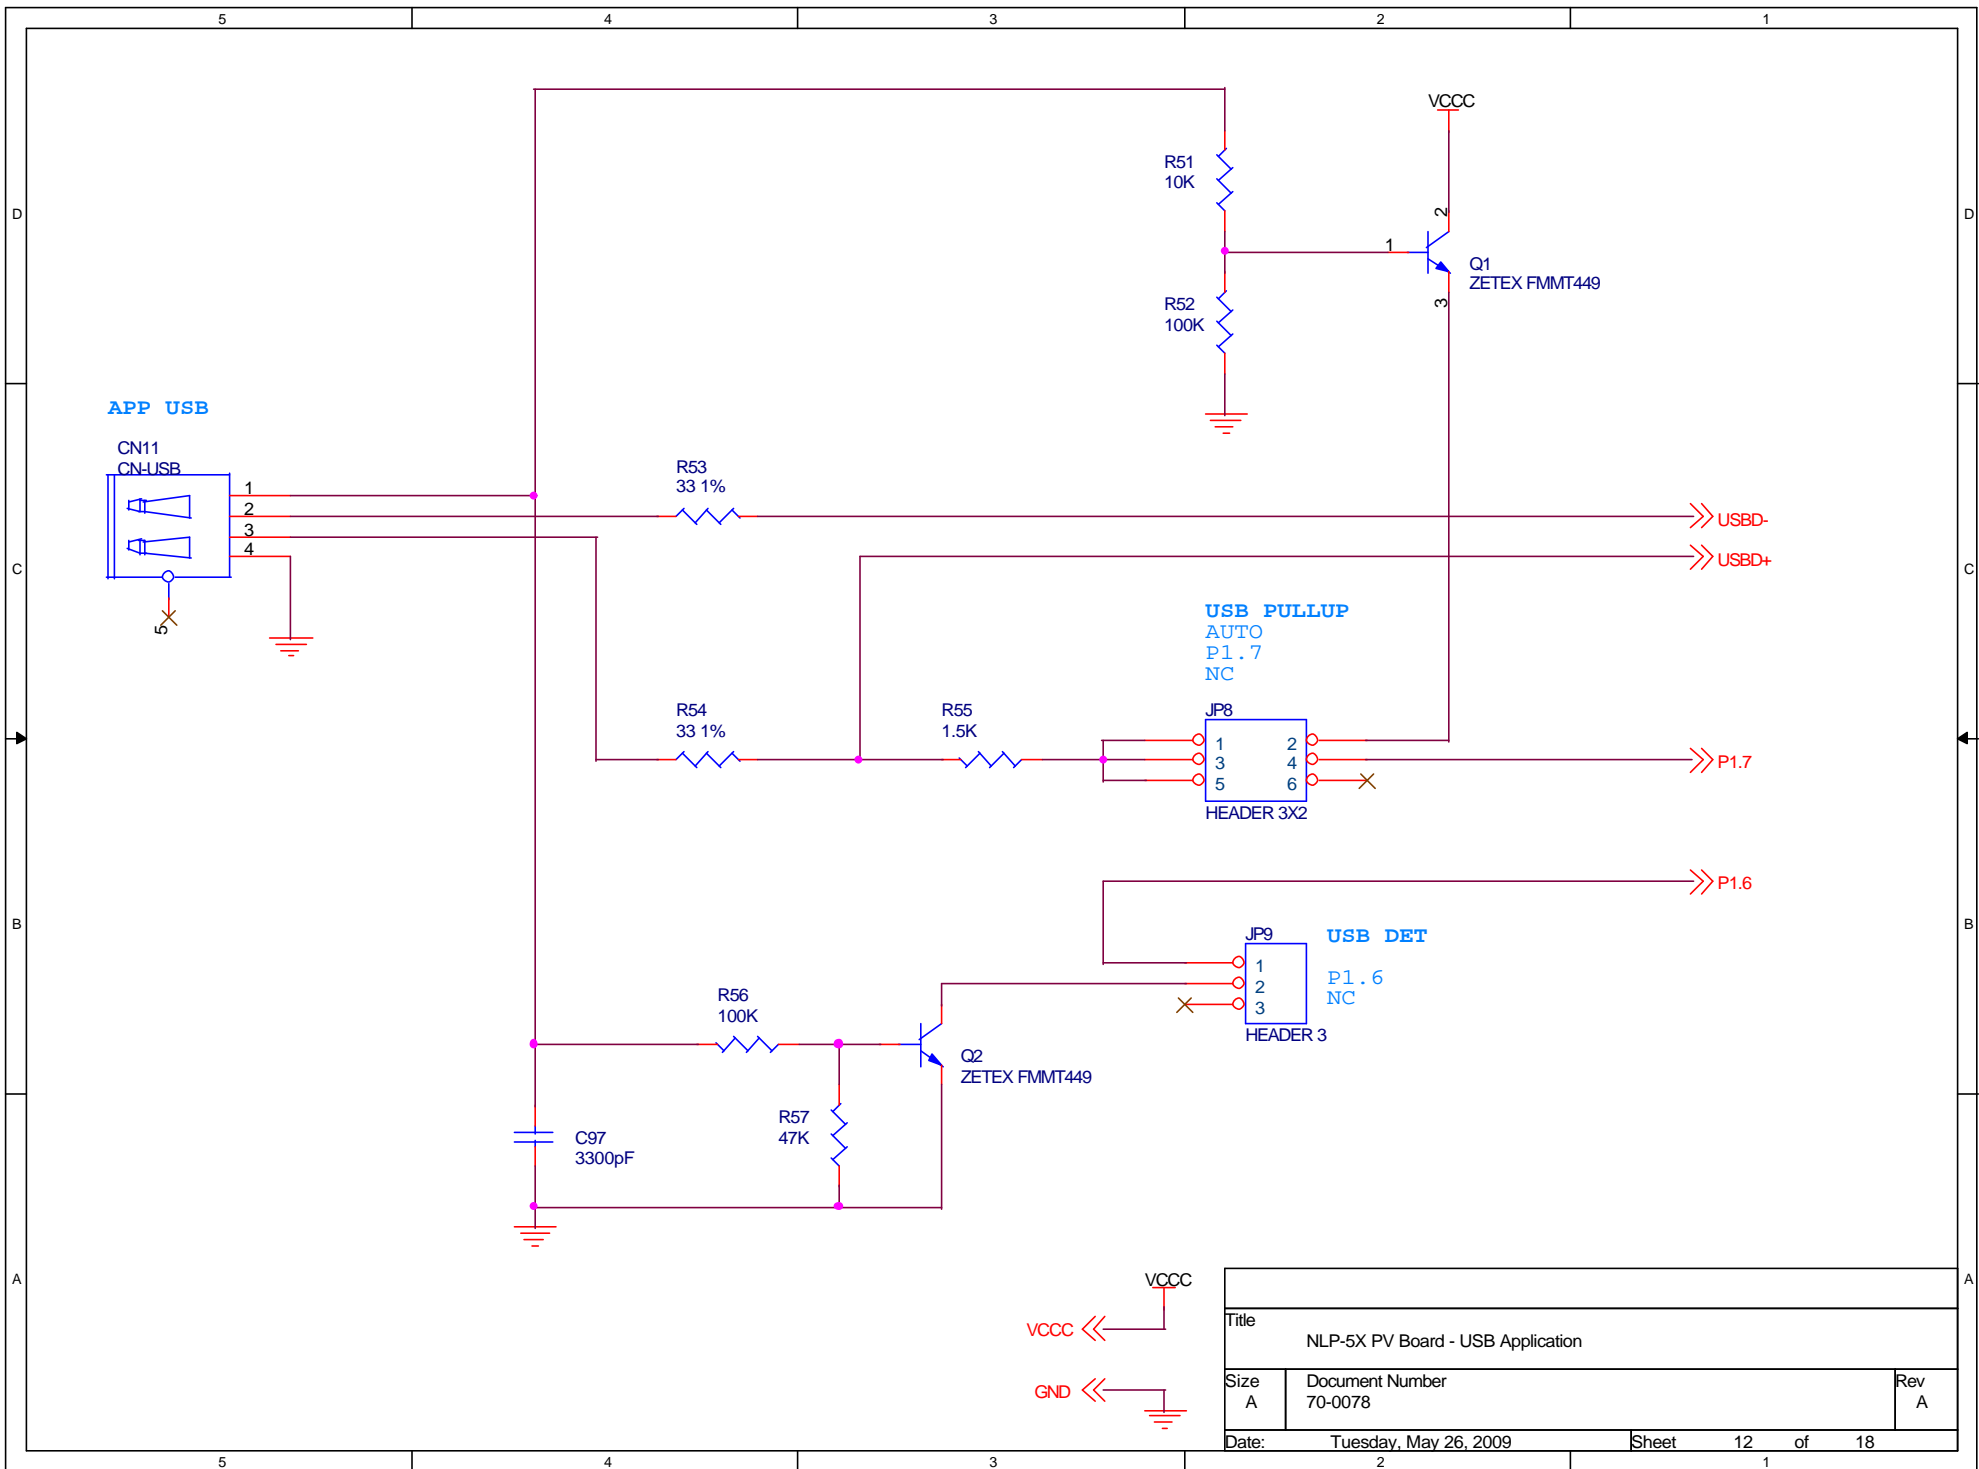 5 4 3 2 1
VCCC
R51
10K
D D
2
1
Q1
ZETEX FMMT449
R52
100K
3
APP USB
CN11
CN-USB
R53
33 1%
1
2
3
4
USBD-
USBD+
C C
5
USB PULLUP
AUTO
P1.7
NC
R54
33 1%
R55
1.5K
JP8
1 2
3 4
5 6
HEADER 3X2
P1.7
P1.6
B B
JP9
USB DET
1
2
3
P1.6
NC
HEADER 3
R56
100K
Q2
ZETEX FMMT449
R57
47K
C97
3300pF
A A
VCCC
VCCC
GND
Title
NLP-5X PV Board - USB Application
Size
A
Document Number
70-0078
Rev
A
Date: Tuesday, May 26, 2009 Sheet 12 of 18
5 4 3 2 1